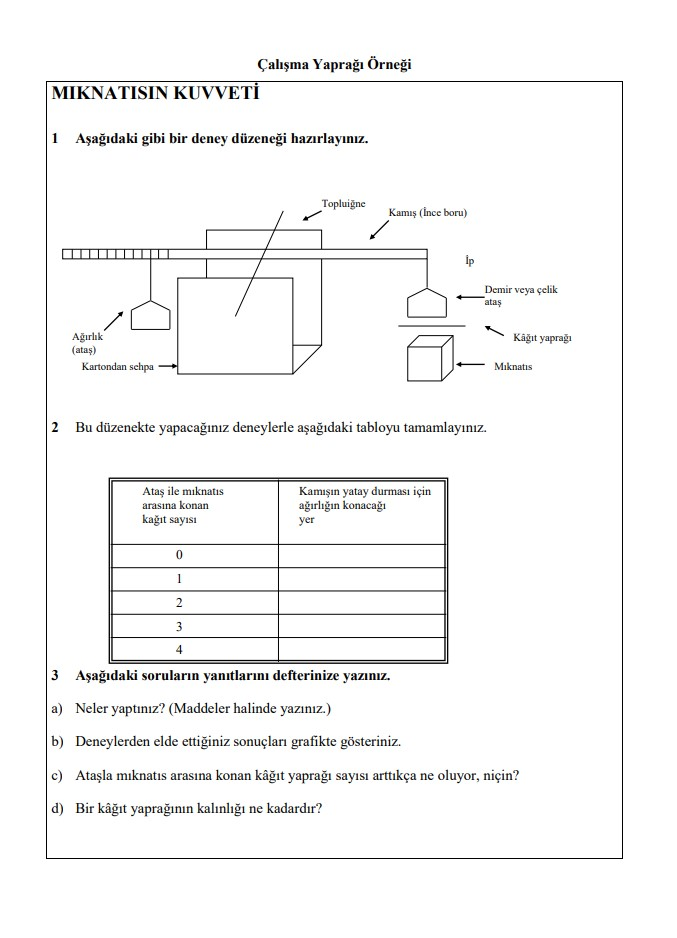 Çalışma Yaprağı Örneği
MIKNATISIN KUVVETİ
1 Aşağıdaki gibi bir deney düzeneği hazırlayınız.
Topluiğne
Kamış (İnce boru)
İp
Demir veya çelik
ataş
Ağırlık
(ataş)
Kâğıt yaprağı
Kartondan sehpa
Mıknatıs
2 Bu düzenekte yapacağınız deneylerle aşağıdaki tabloyu tamamlayınız.
Ataş ile mıknatıs
arasına konan
kağıt sayısı
Kamışın yatay durması için
ağırlığın konacağı
yer
0
1
2
3
4
3 Aşağıdaki soruların yanıtlarını defterinize yazınız.
a) Neler yaptınız? (Maddeler halinde yazınız.)
b) Deneylerden elde ettiğiniz sonuçları grafikte gösteriniz.
c) Ataşla mıknatıs arasına konan kâğıt yaprağı sayısı arttıkça ne oluyor, niçin?
d) Bir kâğıt yaprağının kalınlığı ne kadardır?